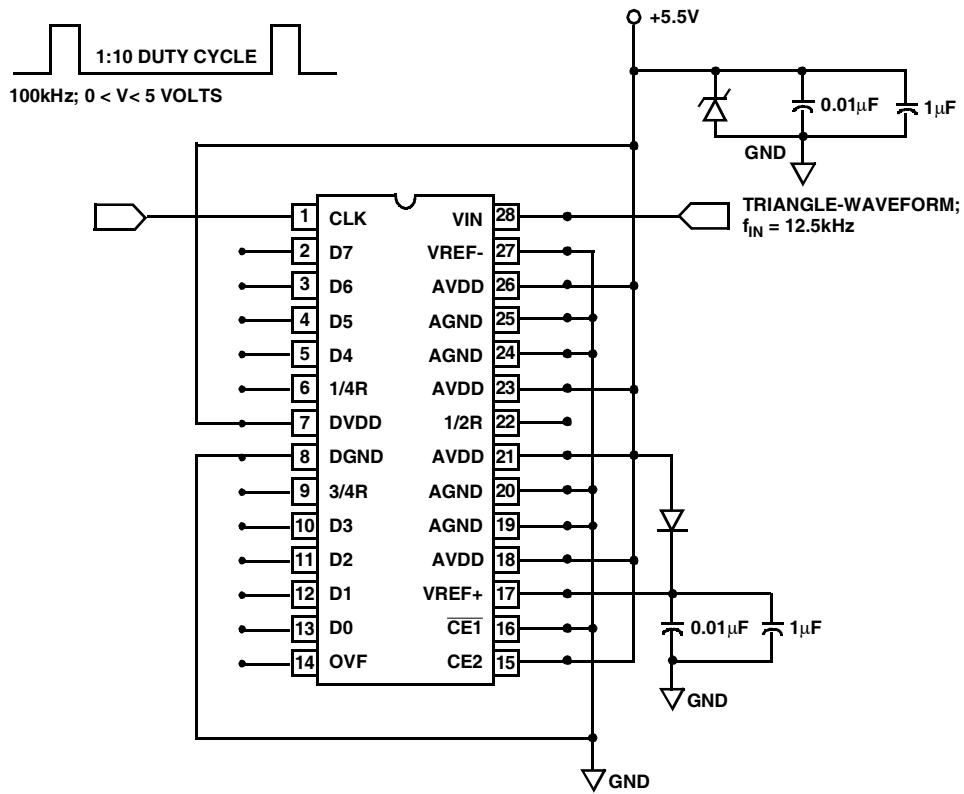 +5.5V
1:10 DUTY CYCLE
100kHz; 0 < V< 5 VOLTS
0.01μF
1μF
GND
TRIANGLE-WAVEFORM;
fIN = 12.5kHz
1 CLK
2 D7
3 D6
4 D5
5 D4
6 1/4R
7 DVDD
8 DGND
9 3/4R
10 D3
11 D2
12 D1
13 D0
14 OVF
VIN 28
VREF- 27
AVDD 26
AGND 25
AGND 24
AVDD 23
1/2R 22
AVDD 21
AGND 20
AGND 19
AVDD 18
VREF+ 17
C̅E̅1̅ 16
CE2 15
0.01μF
1μF
GND
GND